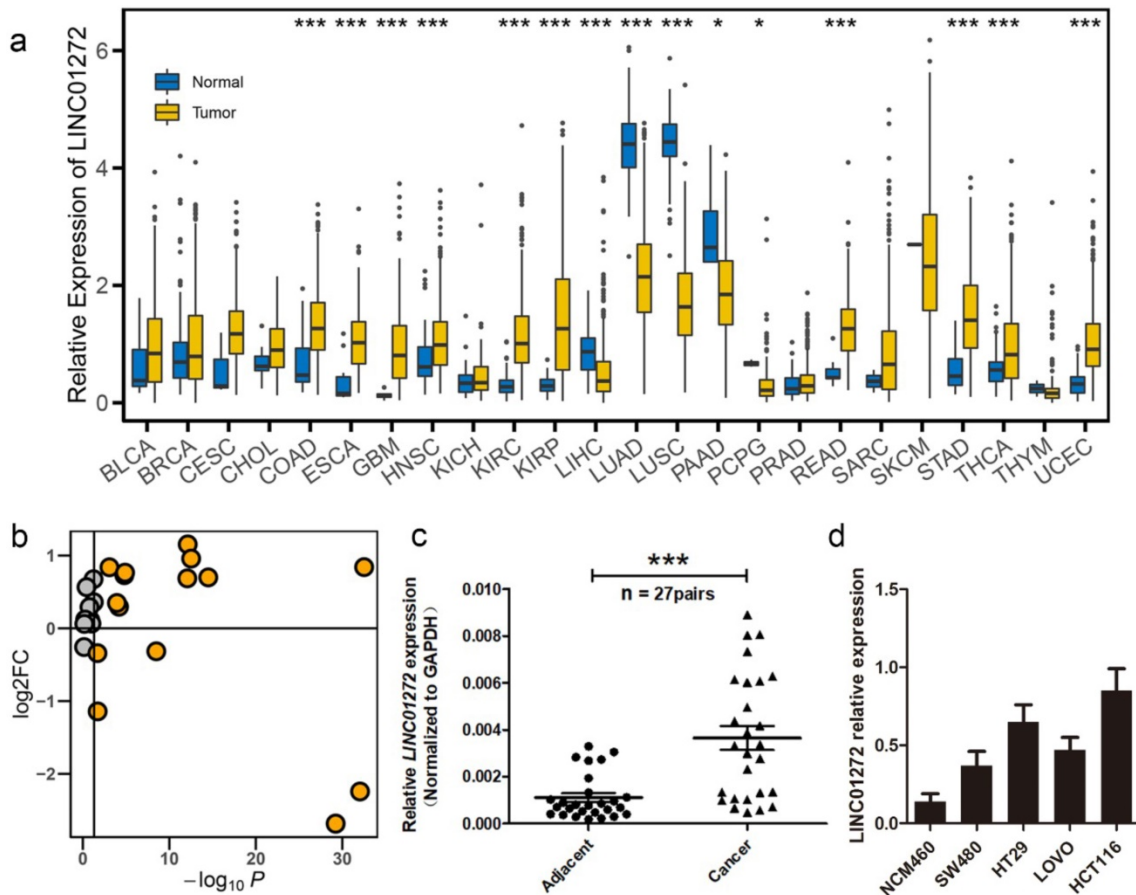 a
*** *** *** *** *** *** *** *** *** * * *** *** *** ***
Relative Expression of LINC01272
6
4
2
0
Normal
Tumor
BLCA BRCA CESC CHOL COAD ESCA GBM HNSC KICH KIRC KIRP LIHC LUAD LUSC PAAD PCPG PRAD READ SARC SKCM STAD THCA THYM UCEC
b
log2FC
1
0
−1
−2
0 10 20 30
−log10 P
c
Relative LINC01272 expression
(Normalized to GAPDH)
***
n = 27pairs
0.010
0.008
0.006
0.004
0.002
0.000
Adjacent Cancer
d
LINC01272 relative expression
1.5
1.0
0.5
0.0
NCM460 SW480 HT29 LOVO HCT116